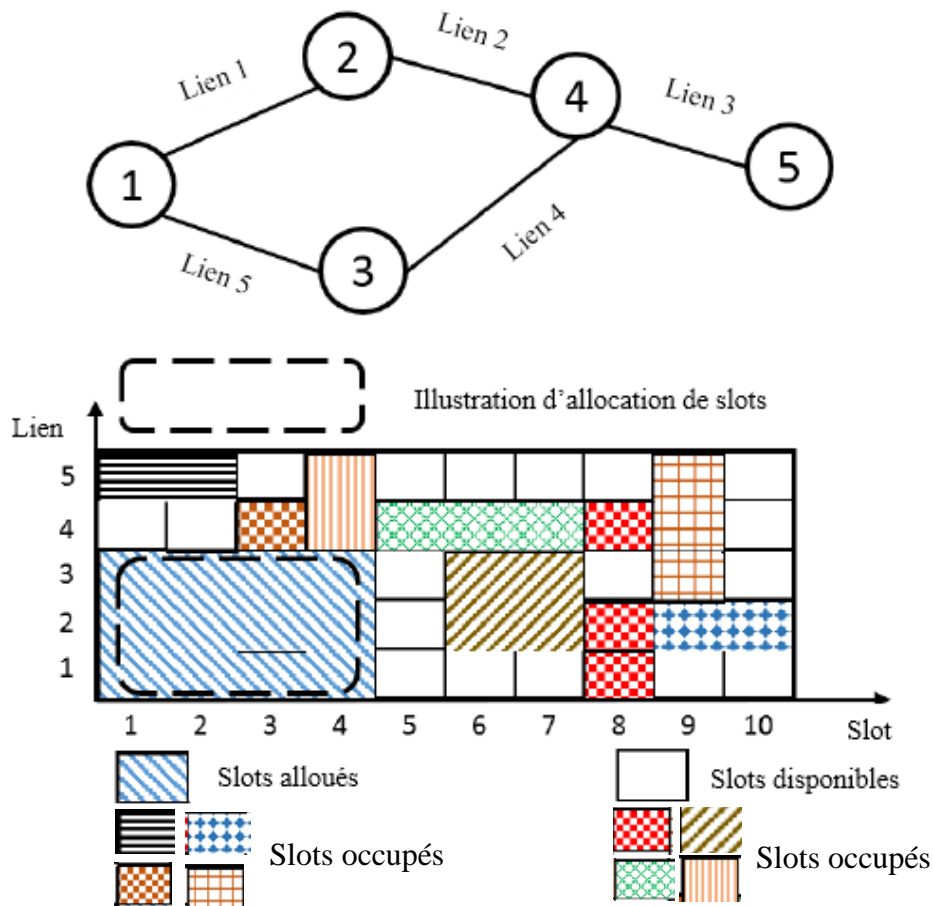 Lien 2
2
Lien 1
4
Lien 3
5
1
Lien 4
3
Lien 5
Illustration d'allocation de slots
Lien
5
4
3
2
1
1 2 3 4 5 6 7 8 9 10 Slot
Slots alloués
Slots disponibles
Slots occupés
Slots occupés